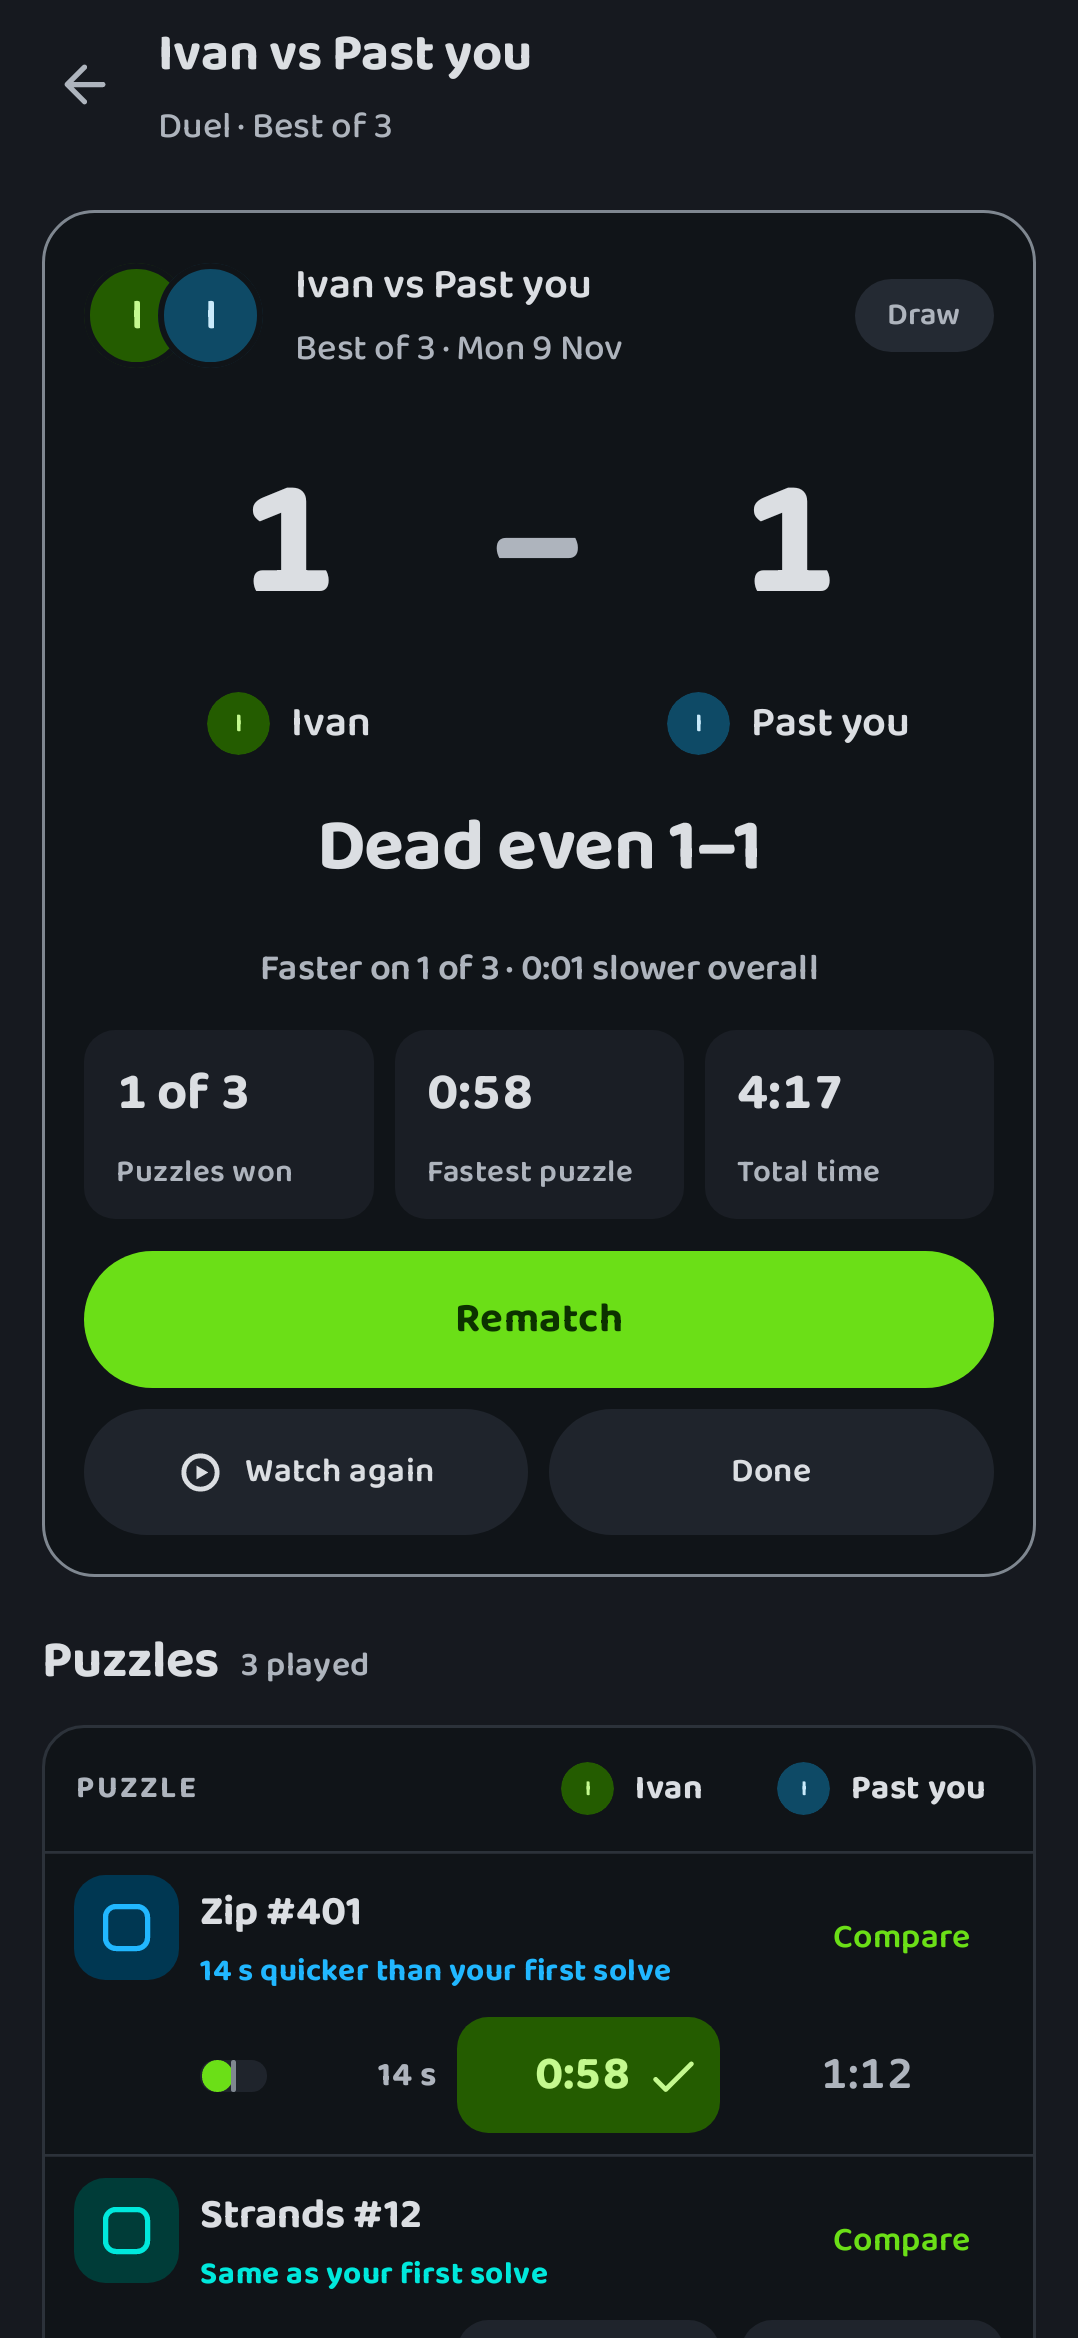 Ivan vs Past you
Duel · Best of 3
I
I
Ivan vs Past you
Best of 3 · Mon 9 Nov
Draw
1 – 1
I Ivan
I Past you
Dead even 1–1
Faster on 1 of 3 · 0:01 slower overall
1 of 3
Puzzles won
0:58
Fastest puzzle
4:17
Total time
Rematch
Watch again
Done
Puzzles 3 played
PUZZLE
I Ivan
I Past you
Zip #401
14 s quicker than your first solve
Compare
14 s
0:58
1:12
Strands #12
Same as your first solve
Compare